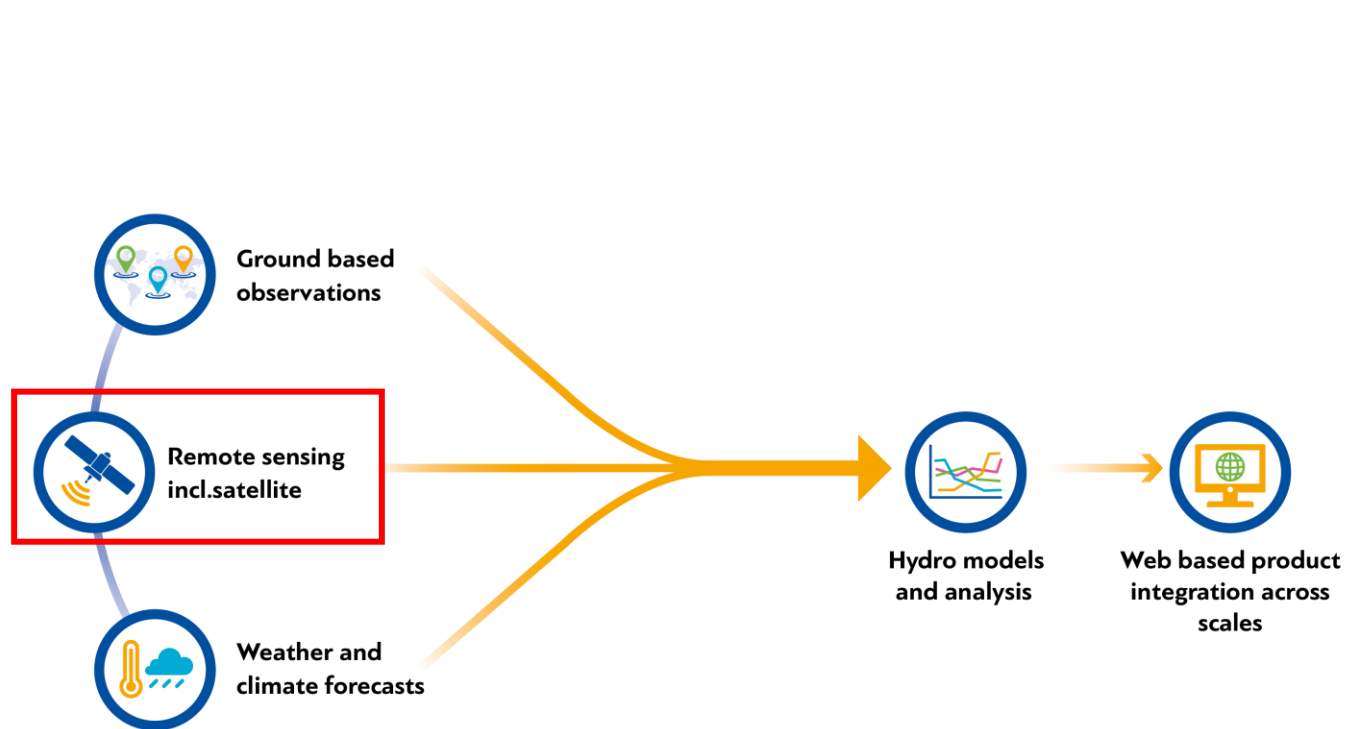 Ground based
observations
Remote sensing
incl.satellite
Weather and
climate forecasts
Hydro models
and analysis
Web based product
integration across
scales